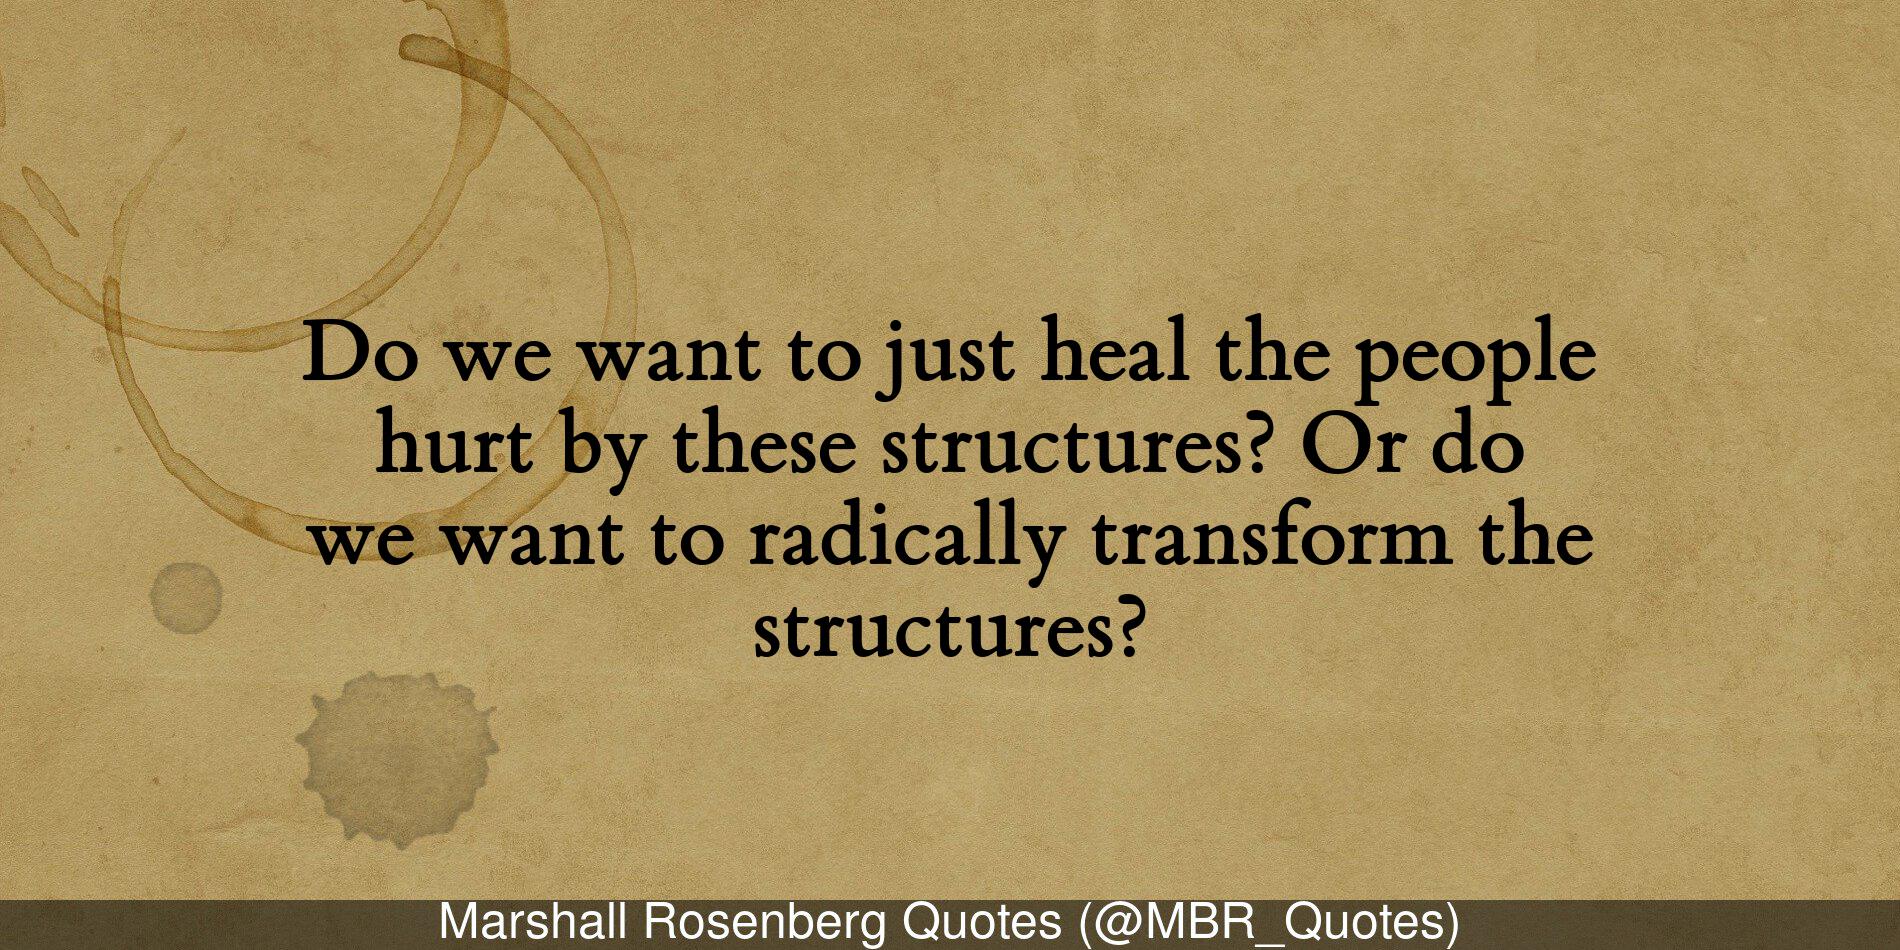 Do we want to just heal the people
hurt by these structures? Or do
we want to radically transform the
structures?
Marshall Rosenberg Quotes (@MBR_Quotes)